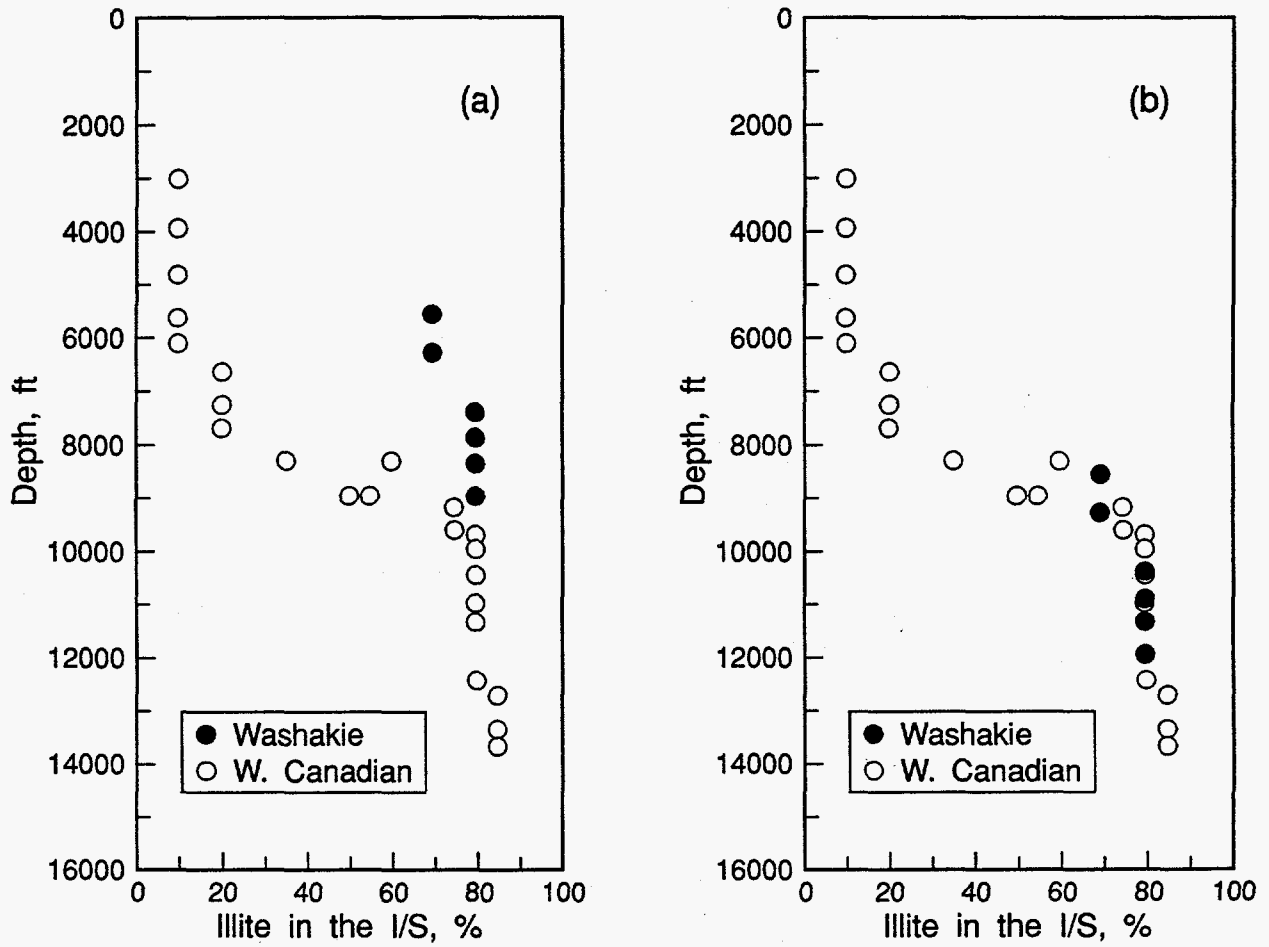 (a)
0
2000
4000
6000
8000
10000
12000
14000
16000
Depth, ft
Washakie
W. Canadian
0 20 40 60 80 100
Illite in the I/S, %
(b)
0
2000
4000
6000
8000
10000
12000
14000
16000
Depth, ft
Washakie
W. Canadian
0 20 40 60 80 100
Illite in the I/S, %